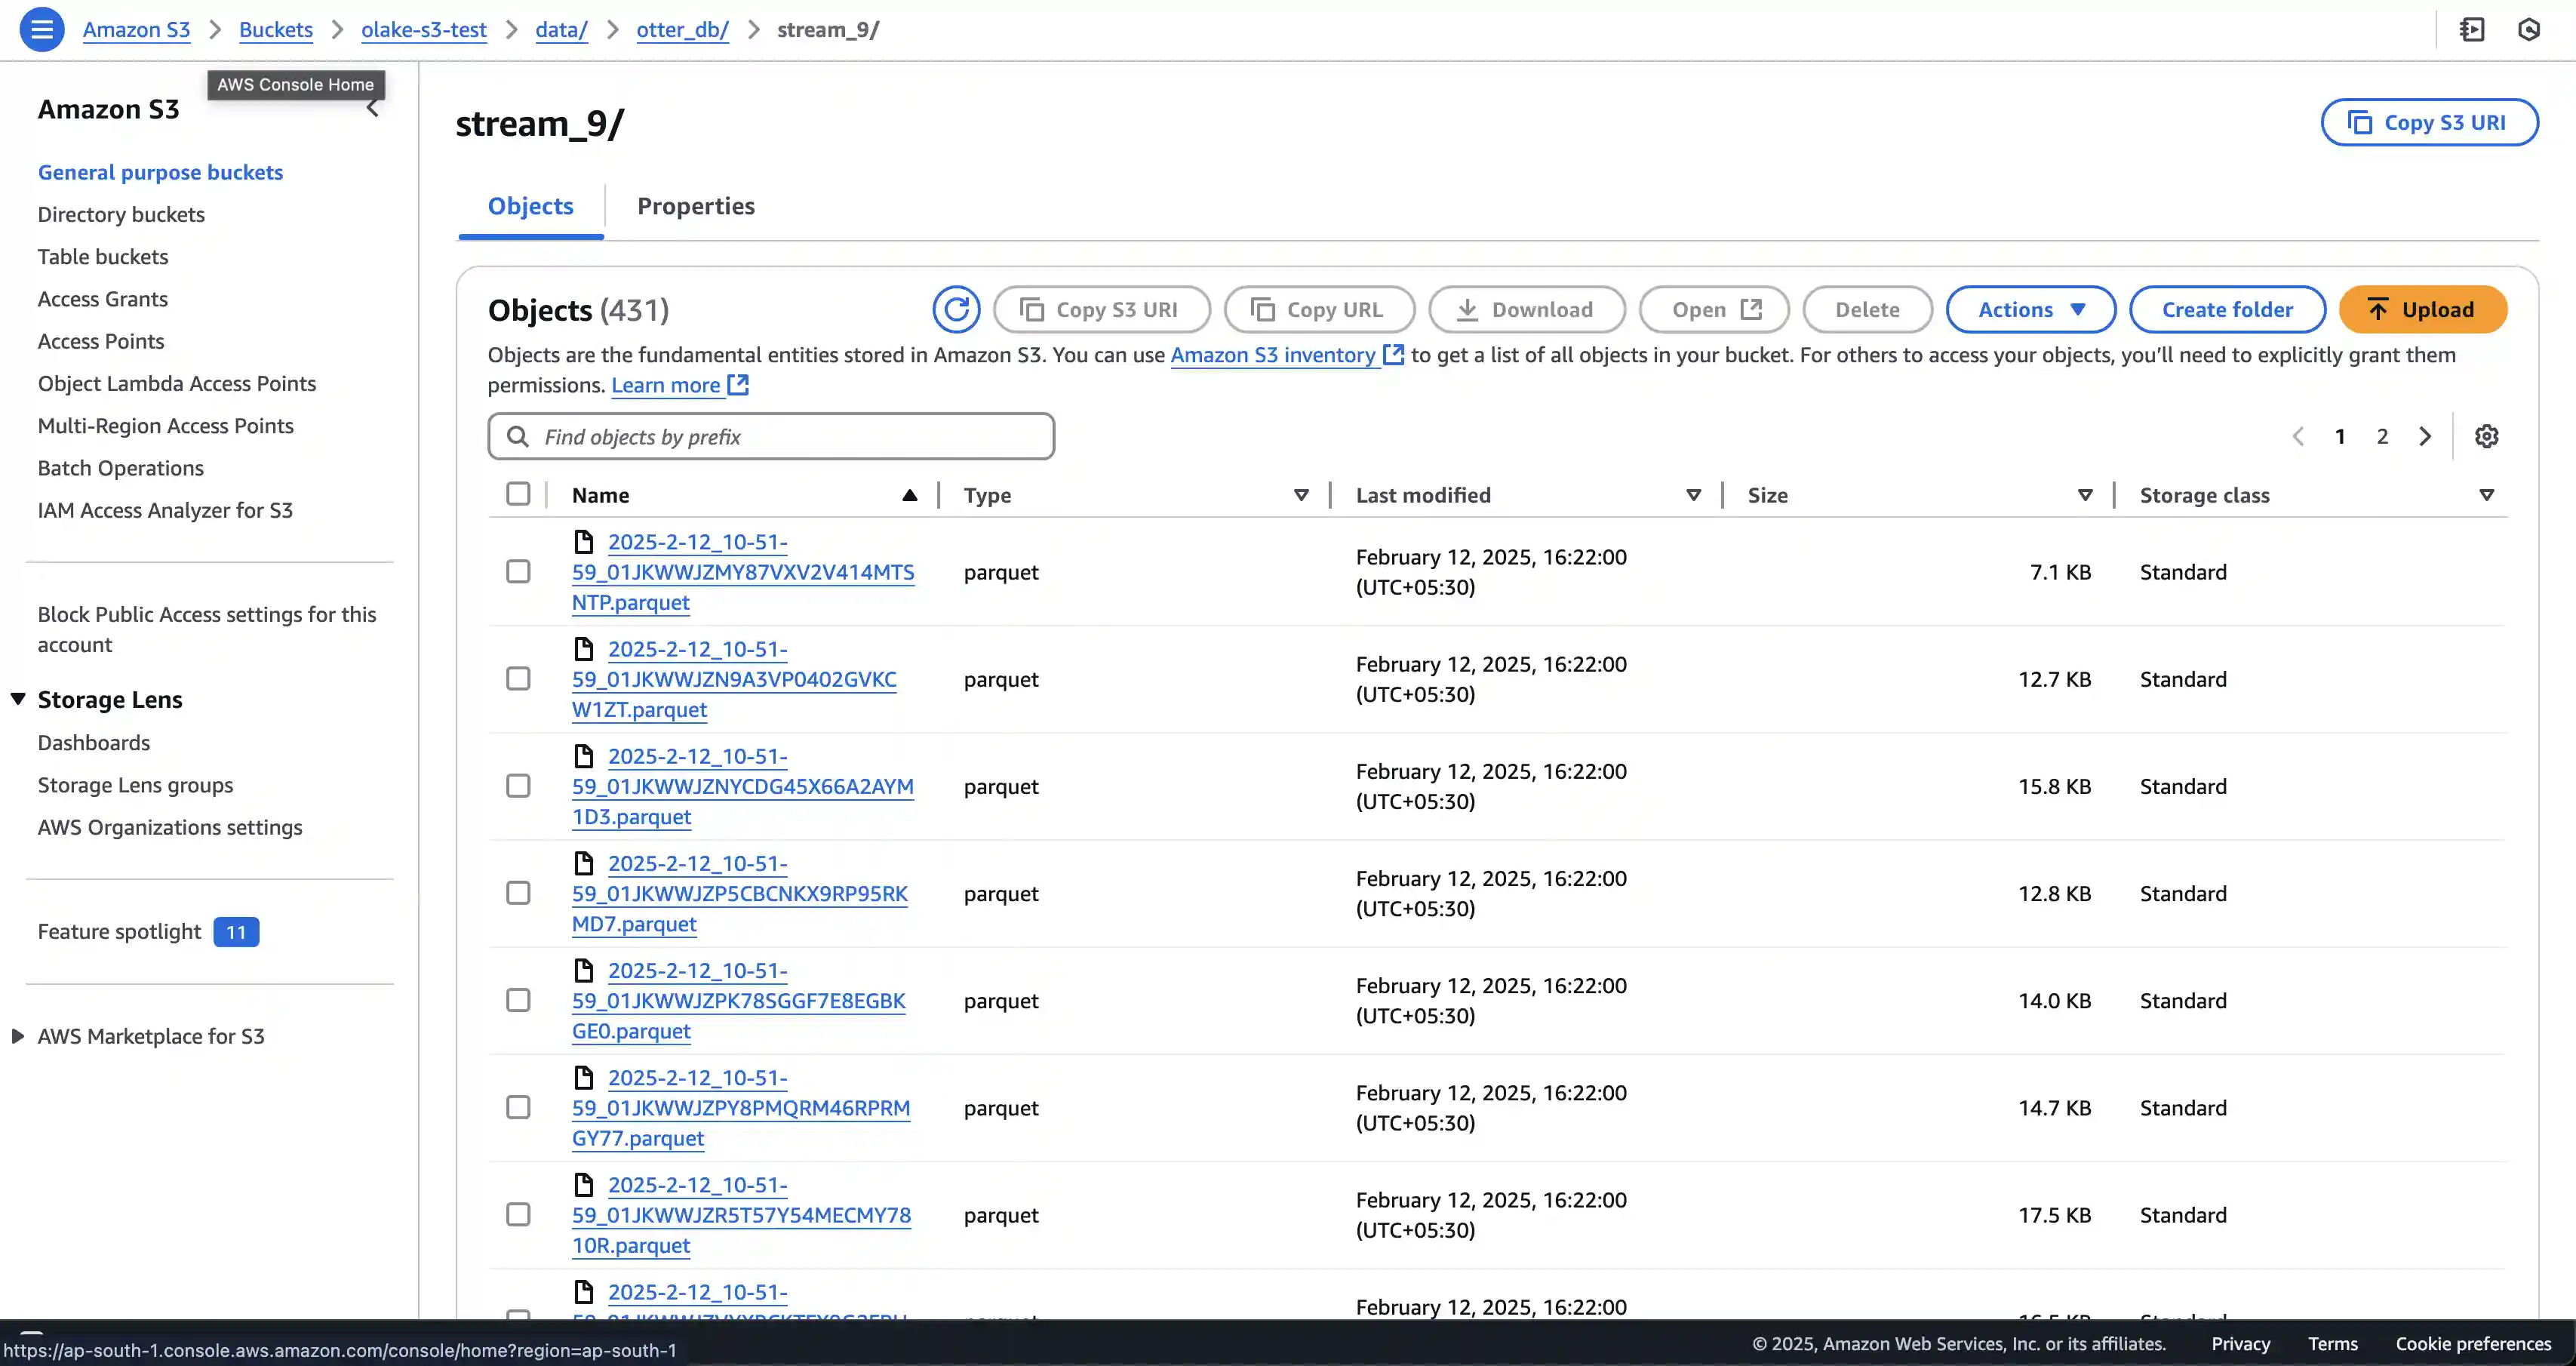 Amazon S3 > Buckets > olake-s3-test > data/ > otter_db/ > stream_9/
AWS Console Home
Amazon S3
General purpose buckets
Directory buckets
Table buckets
Access Grants
Access Points
Object Lambda Access Points
Multi-Region Access Points
Batch Operations
IAM Access Analyzer for S3
Block Public Access settings for this
account
Storage Lens
Dashboards
Storage Lens groups
AWS Organizations settings
Feature spotlight 11
AWS Marketplace for S3
stream_9/
Copy S3 URI
Objects Properties
Objects (431) Copy S3 URI Copy URL Download Open Delete Actions Create folder Upload
Objects are the fundamental entities stored in Amazon S3. You can use Amazon S3 inventory to get a list of all objects in your bucket. For others to access your objects, you’ll need to explicitly grant them
permissions. Learn more
Find objects by prefix
1 2
Name Type Last modified Size Storage class
2025-2-12_10-51-
59_01JKWWJZMY87VXV2V414MTS
NTP.parquet
parquet
February 12, 2025, 16:22:00
(UTC+05:30)
7.1 KB
Standard
2025-2-12_10-51-
59_01JKWWJZN9A3VP0402GVKC
W1ZT.parquet
parquet
February 12, 2025, 16:22:00
(UTC+05:30)
12.7 KB
Standard
2025-2-12_10-51-
59_01JKWWJZNYCDG45X66A2AYM
1D3.parquet
parquet
February 12, 2025, 16:22:00
(UTC+05:30)
15.8 KB
Standard
2025-2-12_10-51-
59_01JKWWJZP5CBCNKX9RP95RK
MD7.parquet
parquet
February 12, 2025, 16:22:00
(UTC+05:30)
12.8 KB
Standard
2025-2-12_10-51-
59_01JKWWJZPK78SGGF7E8EGBK
GE0.parquet
parquet
February 12, 2025, 16:22:00
(UTC+05:30)
14.0 KB
Standard
2025-2-12_10-51-
59_01JKWWJZPY8PMQRM46RPRM
GY77.parquet
parquet
February 12, 2025, 16:22:00
(UTC+05:30)
14.7 KB
Standard
2025-2-12_10-51-
59_01JKWWJZR5T57Y54MECMY78
10R.parquet
parquet
February 12, 2025, 16:22:00
(UTC+05:30)
17.5 KB
Standard
2025-2-12_10-51-
February 12, 2025, 16:22:00
https://ap-south-1.console.aws.amazon.com/console/home?region=ap-south-1
© 2025, Amazon Web Services, Inc. or its affiliates. Privacy Terms Cookie preferences